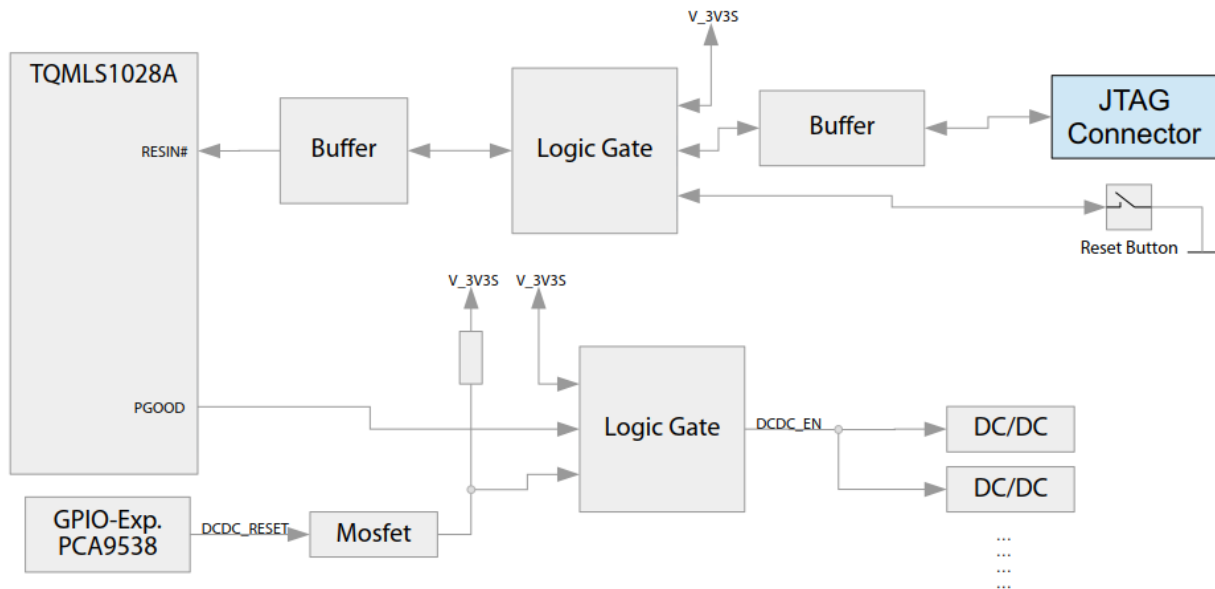 V_3V3S
TQMLS1028A
JTAG
Connector
RESIN#
Buffer
Logic Gate
Buffer
Reset Button
V_3V3S
V_3V3S
PGOOD
Logic Gate
DCDC_EN
DC/DC
DC/DC
GPIO-Exp.
PCA9538
DCDC_RESET
Mosfet
...
...
...
...